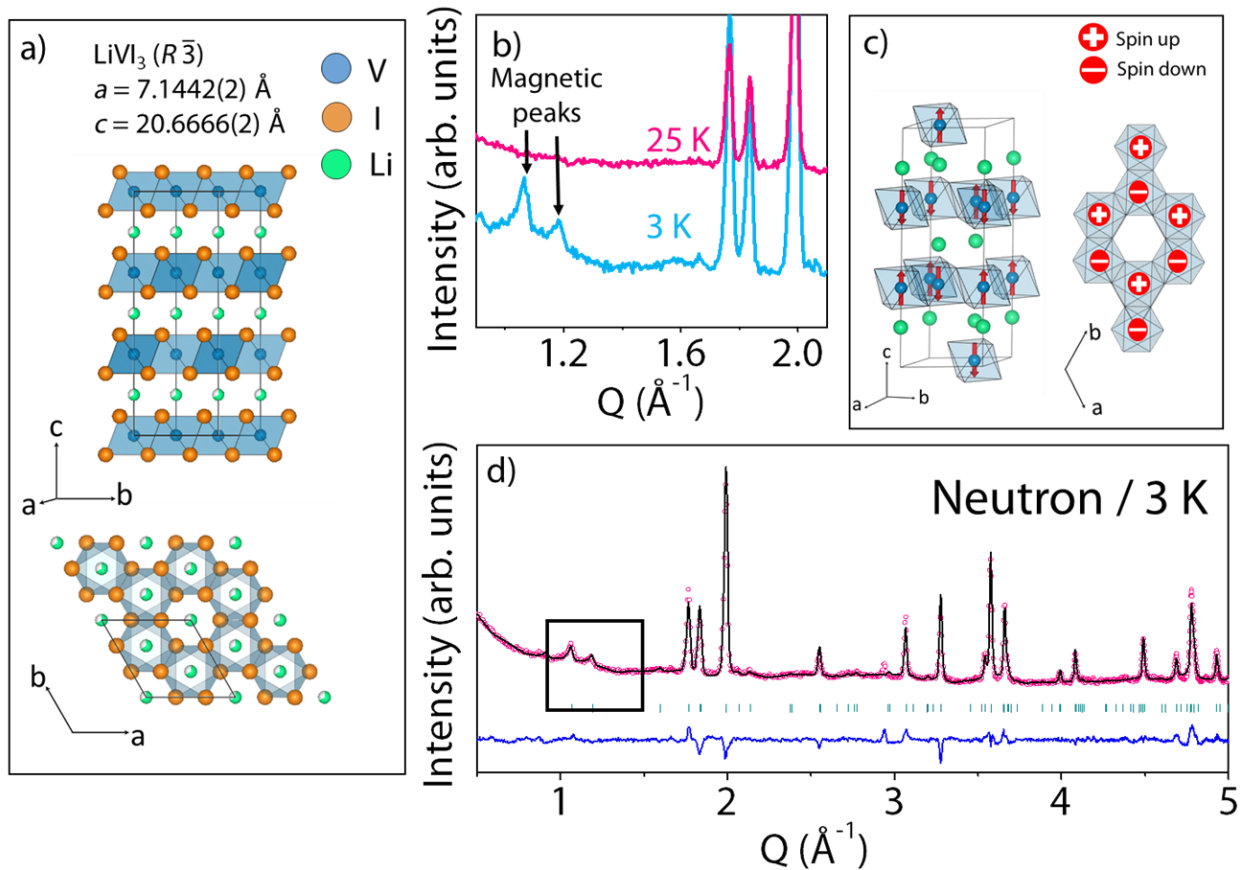 a)
LiVI₃ (R3̅)
a = 7.1442(2) Å
c = 20.6666(2) Å
V
I
Li
c
a
b
b
a
b)
Intensity (arb. units)
Magnetic
peaks
25 K
3 K
1.2
1.6
2.0
Q (Å⁻¹)
c)
+ Spin up
− Spin down
+
−
+ +
− −
+
−
c
a
b
b
a
d)
Neutron / 3 K
Intensity (arb. units)
1
2
3
4
5
Q (Å⁻¹)